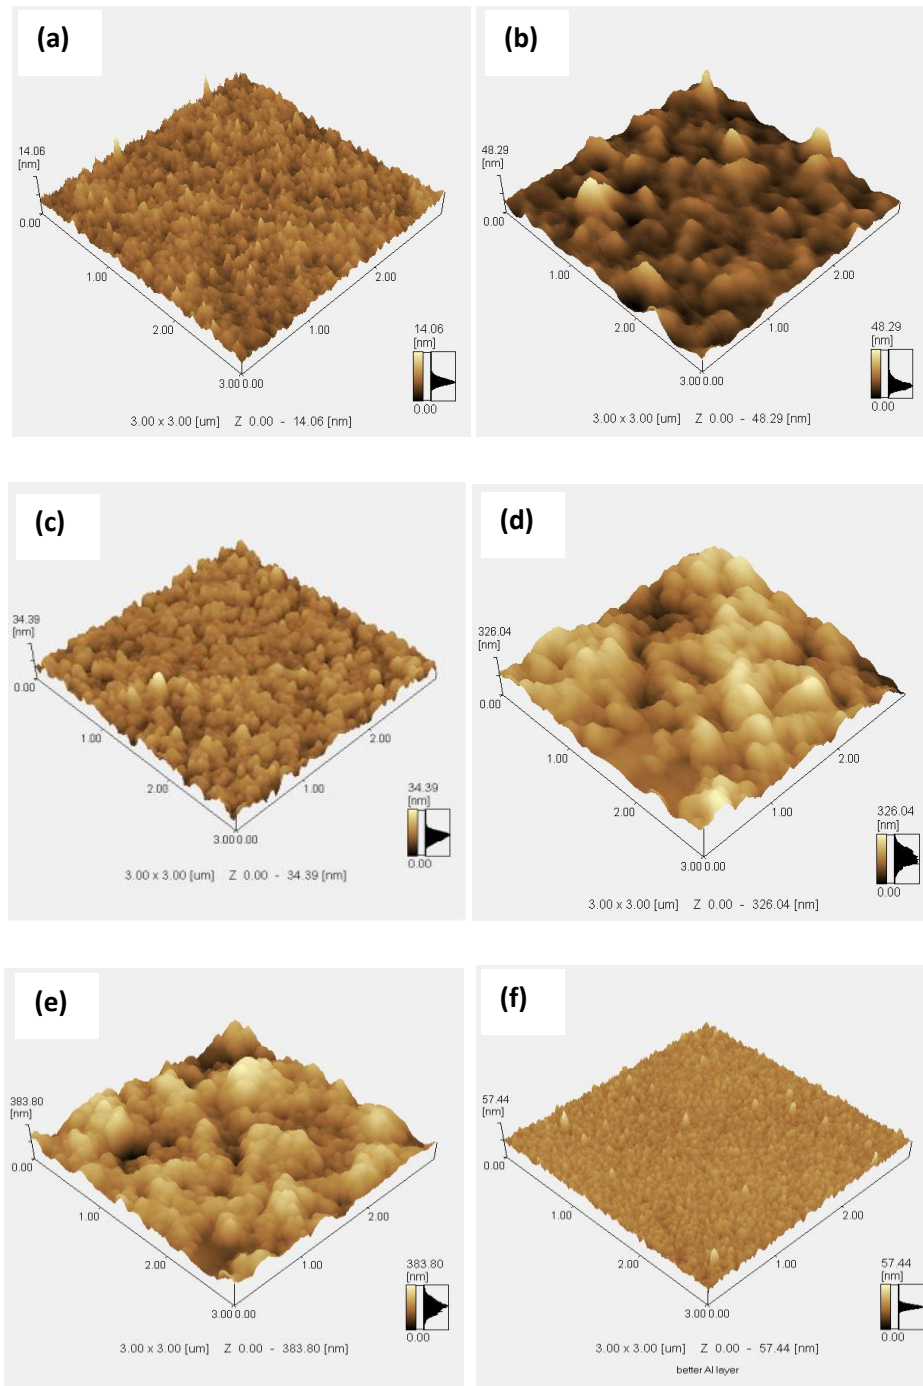 (a)
14.06
[nm]
0.00
1.00
2.00
3.00 0.00
1.00
2.00
14.06
[nm]
0.00
3.00 x 3.00 [um] Z 0.00 - 14.06 [nm]
(b)
48.29
[nm]
0.00
1.00
2.00
3.00 0.00
1.00
2.00
48.29
[nm]
0.00
3.00 x 3.00 [um] Z 0.00 - 48.29 [nm]
(c)
34.39
[nm]
0.00
1.00
2.00
3.00 0.00
1.00
2.00
34.39
[nm]
0.00
3.00 x 3.00 [um] Z 0.00 - 34.39 [nm]
(d)
326.04
[nm]
0.00
1.00
2.00
3.00 0.00
1.00
2.00
326.04
[nm]
0.00
3.00 x 3.00 [um] Z 0.00 - 326.04 [nm]
(e)
383.80
[nm]
0.00
1.00
2.00
3.00 0.00
1.00
2.00
383.80
[nm]
0.00
3.00 x 3.00 [um] Z 0.00 - 383.80 [nm]
(f)
57.44
[nm]
0.00
1.00
2.00
3.00 0.00
1.00
2.00
57.44
[nm]
0.00
3.00 x 3.00 [um] Z 0.00 - 57.44 [nm]
better Al layer